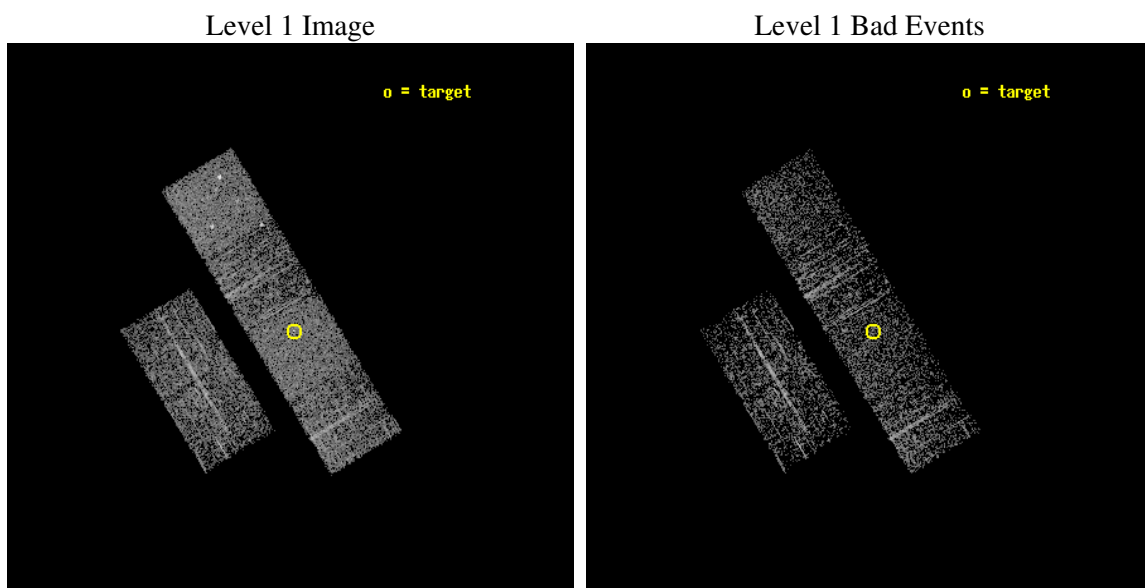 Level 1 Image
Level 1 Bad Events
o = target
o = target